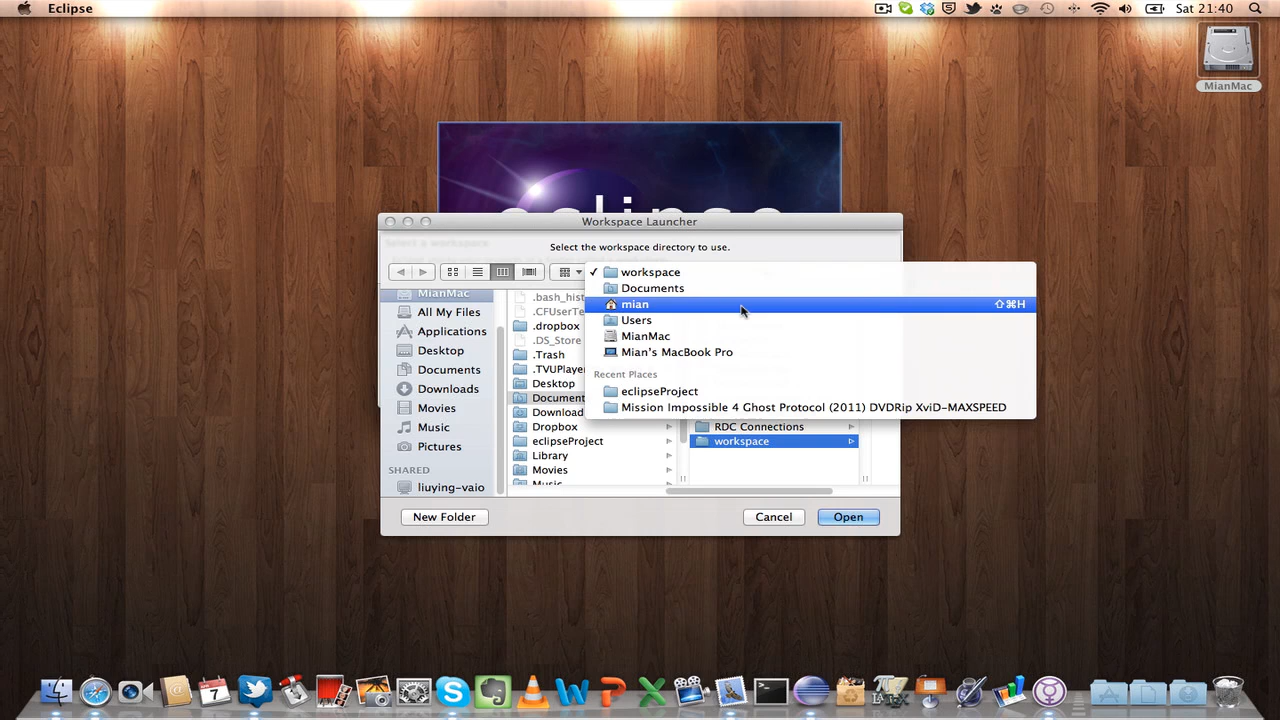 Eclipse
Sat 21:40
MianMac
eclipse
Workspace Launcher
Select a workspace
Select the workspace directory to use.
workspace
Documents
mian ⇧⌘H
Users
MianMac
Mian's MacBook Pro
Recent Places
eclipseProject
Mission Impossible 4 Ghost Protocol (2011) DVDRip XviD-MAXSPEED
MianMac
All My Files
Applications
Desktop
Documents
Downloads
Movies
Music
Pictures
SHARED
liuying-vaio
.bash_hist
.CFUserTe
.dropbox
.DS_Store
.Trash
.TVUPlaye
Desktop
Document
Download
Dropbox
eclipseProject
Library
Movies
Music
RDC Connections
workspace
New Folder
Cancel
Open
7